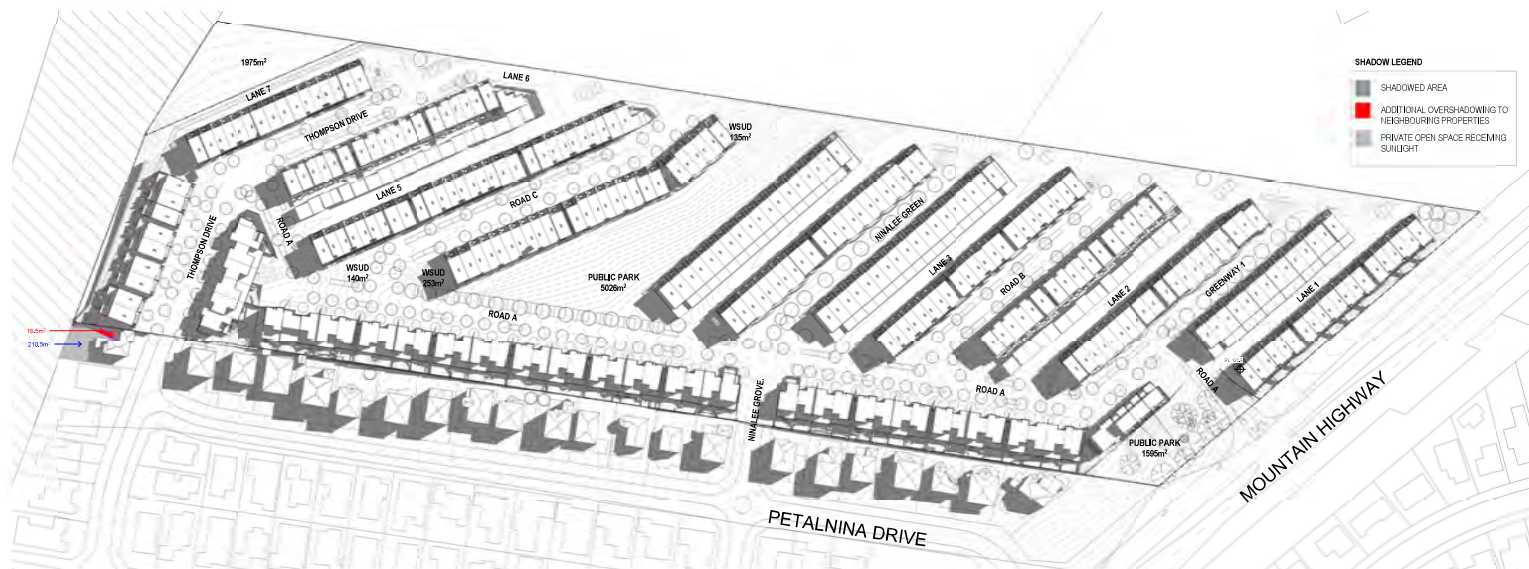 SHADOW LEGEND
SHADOWED AREA
ADDITIONAL OVERSHADOWING TO
NEIGHBOURING PROPERTIES
PRIVATE OPEN SPACE RECEIVING
SUNLIGHT
1975m²
LANE 7
LANE 6
THOMPSON DRIVE
WSUD
135m²
LANE 5
ROAD C
ROAD A
THOMPSON DRIVE
WSUD
140m²
WSUD
253m²
PUBLIC PARK
5026m²
NINALEE GREEN
LANE 3
ROAD B
LANE 2
GREENWAY 1
LANE 1
ROAD A
16.5m²
210.5m²
ROAD A
ROAD A
NINALEE GROVE.
PUBLIC PARK
1595m²
MOUNTAIN HIGHWAY
PETALNINA DRIVE